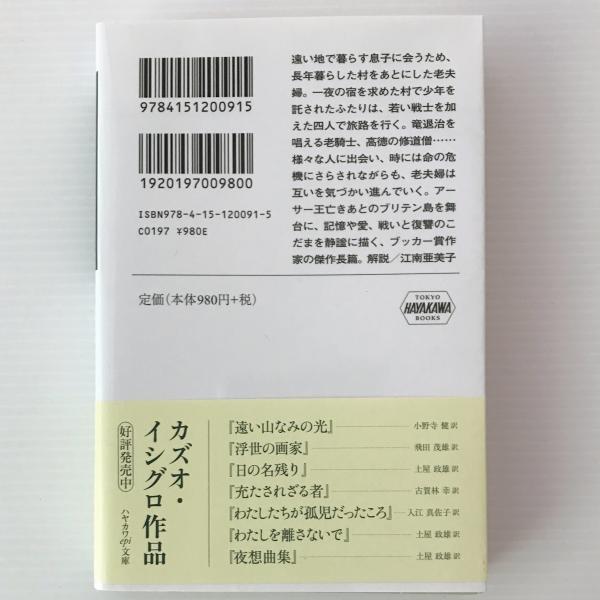 9784151200915
1920197009800
ISBN978-4-15-120091-5
C0197 ¥980E
定価(本体980円+税)
遠い地で暮らす息子に会うため、
長年暮らした村をあとにした老夫
婦。一夜の宿を求めた村で少年を
託されたふたりは、若い戦士を加
えた四人で旅路を行く。竜退治を
唱える老騎士、高徳の修道僧……
様々な人に出会い、時には命の危
機にさらされながらも、老夫婦は
互いを気づかい進んでいく。アー
サー王亡きあとのブリテン島を舞
台に、記憶や愛、戦いと復讐のこ
だまを静謐に描く、ブッカー賞作
家の傑作長篇。解説/江南亜美子
TOKYO
HAYAKAWA
BOOKS
カズオ・
イシグロ作品
好評発売中
ハヤカワepi文庫
『遠い山なみの光』 小野寺 健 訳
『浮世の画家』 飛田 茂雄 訳
『日の名残り』 土屋 政雄 訳
『充たされざる者』 古賀林 幸 訳
『わたしたちが孤児だったころ』 入江 真佐子 訳
『わたしを離さないで』 土屋 政雄 訳
『夜想曲集』 土屋 政雄 訳